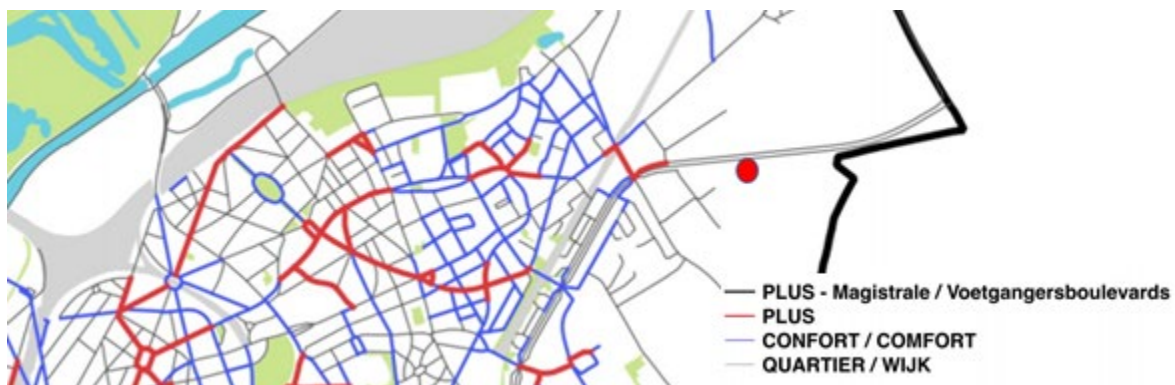 PLUS - Magistrale / Voetgangersboulevards
PLUS
CONFORT / COMFORT
QUARTIER / WIJK